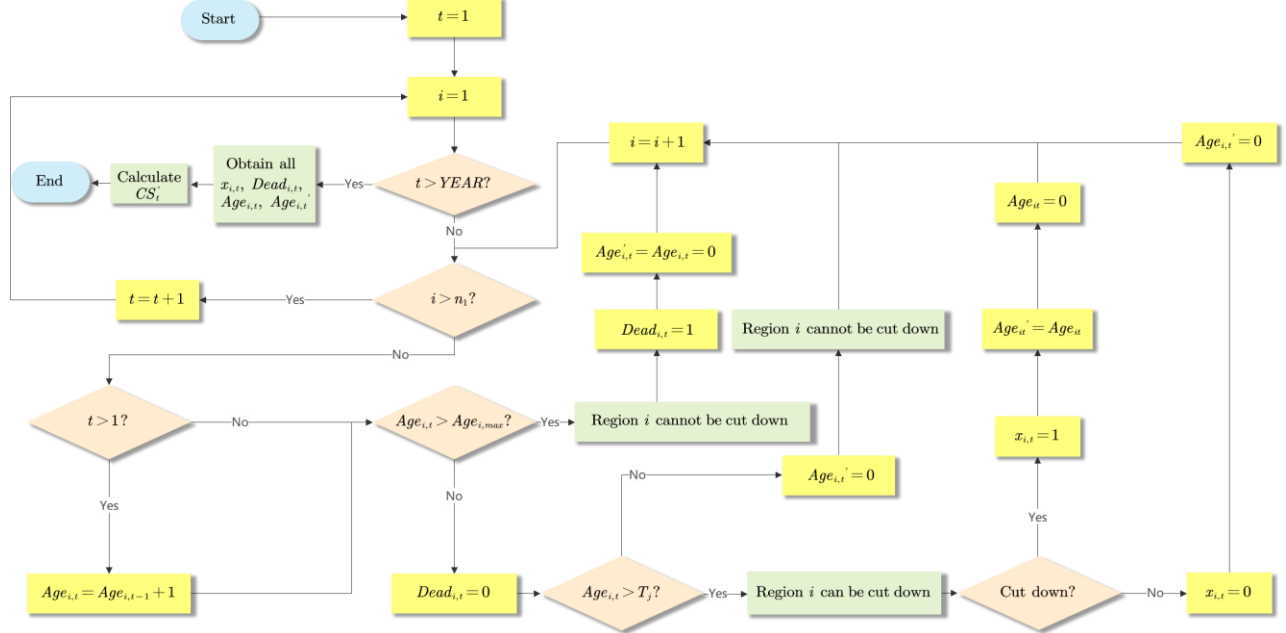 Start
t = 1
i = 1
t > YEAR?
Yes
Obtain all
x_{i,t}, Dead_{i,t},
Age_{i,t}, Age_{i,t}'
Calculate
CS_t'
End
No
i > n_1?
Yes
t = t + 1
No
t > 1?
No
Yes
Age_{i,t} = Age_{i,t-1} + 1
Age_{i,t} > Age_{i,max}?
Yes
Region i cannot be cut down
Dead_{i,t} = 1
Age_{i,t}' = Age_{i,t} = 0
i = i + 1
No
Dead_{i,t} = 0
Age_{i,t} > T_j?
No
Age_{i,t}' = 0
Region i cannot be cut down
Yes
Region i can be cut down
Cut down?
Yes
x_{i,t} = 1
Age_{it}' = Age_{it}
Age_{it} = 0
No
x_{i,t} = 0
Age_{i,t}' = 0